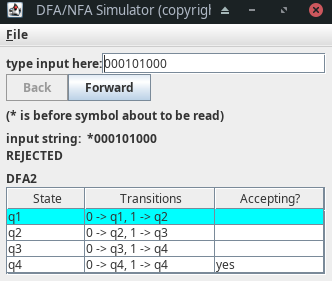 DFA/NFA Simulator (copyrigh
File
type input here: 000101000
Back Forward
(* is before symbol about to be read)
input string: *000101000
REJECTED
DFA2
State Transitions Accepting?
q1 0 -> q1, 1 -> q2
q2 0 -> q2, 1 -> q3
q3 0 -> q3, 1 -> q4
q4 0 -> q4, 1 -> q4 yes